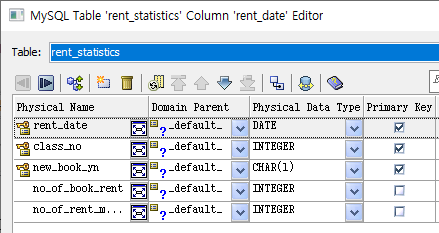 MySQL Table 'rent_statistics' Column 'rent_date' Editor
Table: rent_statistics
Physical Name Domain Parent Physical Data Type Primary Key
rent_date _default_ DATE
class_no _default_ INTEGER
new_book_yn _default_ CHAR(1)
no_of_book_rent _default_ INTEGER
no_of_rent_m... _default_ INTEGER